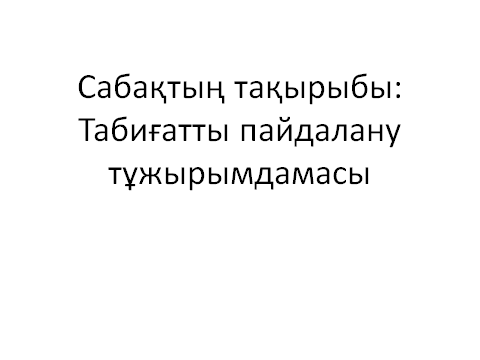 Сабақтың тақырыбы:
Табиғатты пайдалану
тұжырымдамасы